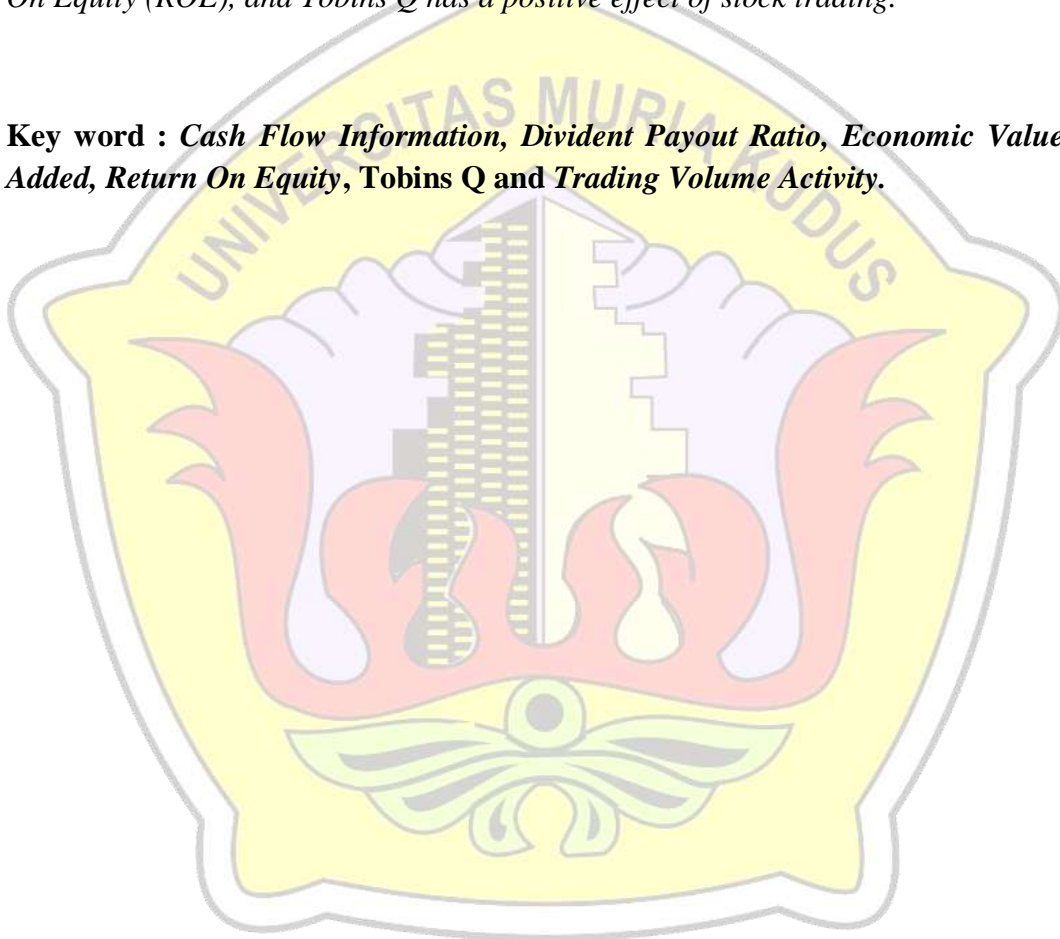 On Equity (ROE), and Tobins Q has a positive effect of stock trading.
Key word : Cash Flow Information, Divident Payout Ratio, Economic Value
Added, Return On Equity, Tobins Q and Trading Volume Activity.
UNIVERSITAS MURIA KUDUS